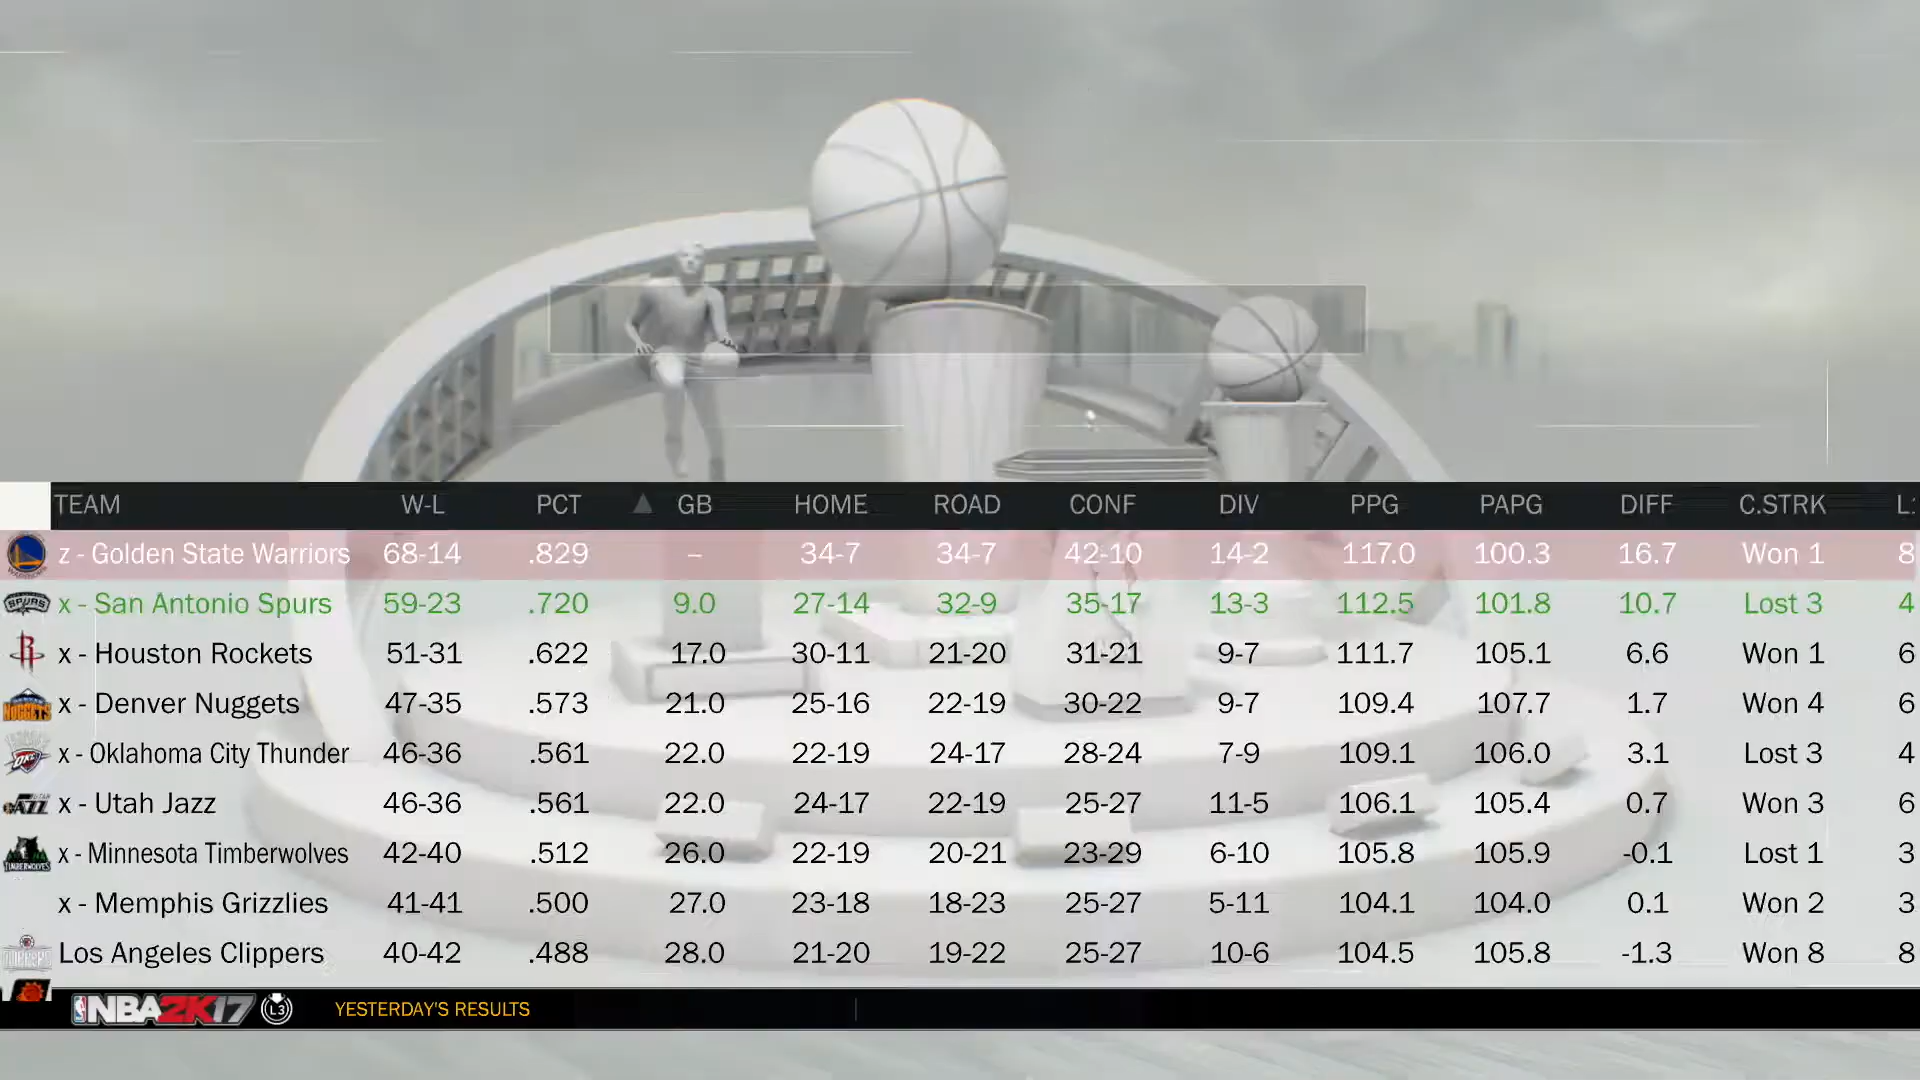 TEAM W-L PCT GB HOME ROAD CONF DIV PPG PAPG DIFF C.STRK
z - Golden State Warriors 68-14 .829 – 34-7 34-7 42-10 14-2 117.0 100.3 16.7 Won 1 8
SPURS x - San Antonio Spurs 59-23 .720 9.0 27-14 32-9 35-17 13-3 112.5 101.8 10.7 Lost 3 4
x - Houston Rockets 51-31 .622 17.0 30-11 21-20 31-21 9-7 111.7 105.1 6.6 Won 1 6
NUGGETS x - Denver Nuggets 47-35 .573 21.0 25-16 22-19 30-22 9-7 109.4 107.7 1.7 Won 4 6
OKC x - Oklahoma City Thunder 46-36 .561 22.0 22-19 24-17 28-24 7-9 109.1 106.0 3.1 Lost 3 4
JAZZ x - Utah Jazz 46-36 .561 22.0 24-17 22-19 25-27 11-5 106.1 105.4 0.7 Won 3 6
TIMBERWOLVES x - Minnesota Timberwolves 42-40 .512 26.0 22-19 20-21 23-29 6-10 105.8 105.9 -0.1 Lost 1 3
x - Memphis Grizzlies 41-41 .500 27.0 23-18 18-23 25-27 5-11 104.1 104.0 0.1 Won 2 3
Los Angeles Clippers 40-42 .488 28.0 21-20 19-22 25-27 10-6 104.5 105.8 -1.3 Won 8 8
NBA2K17 L3 YESTERDAY'S RESULTS